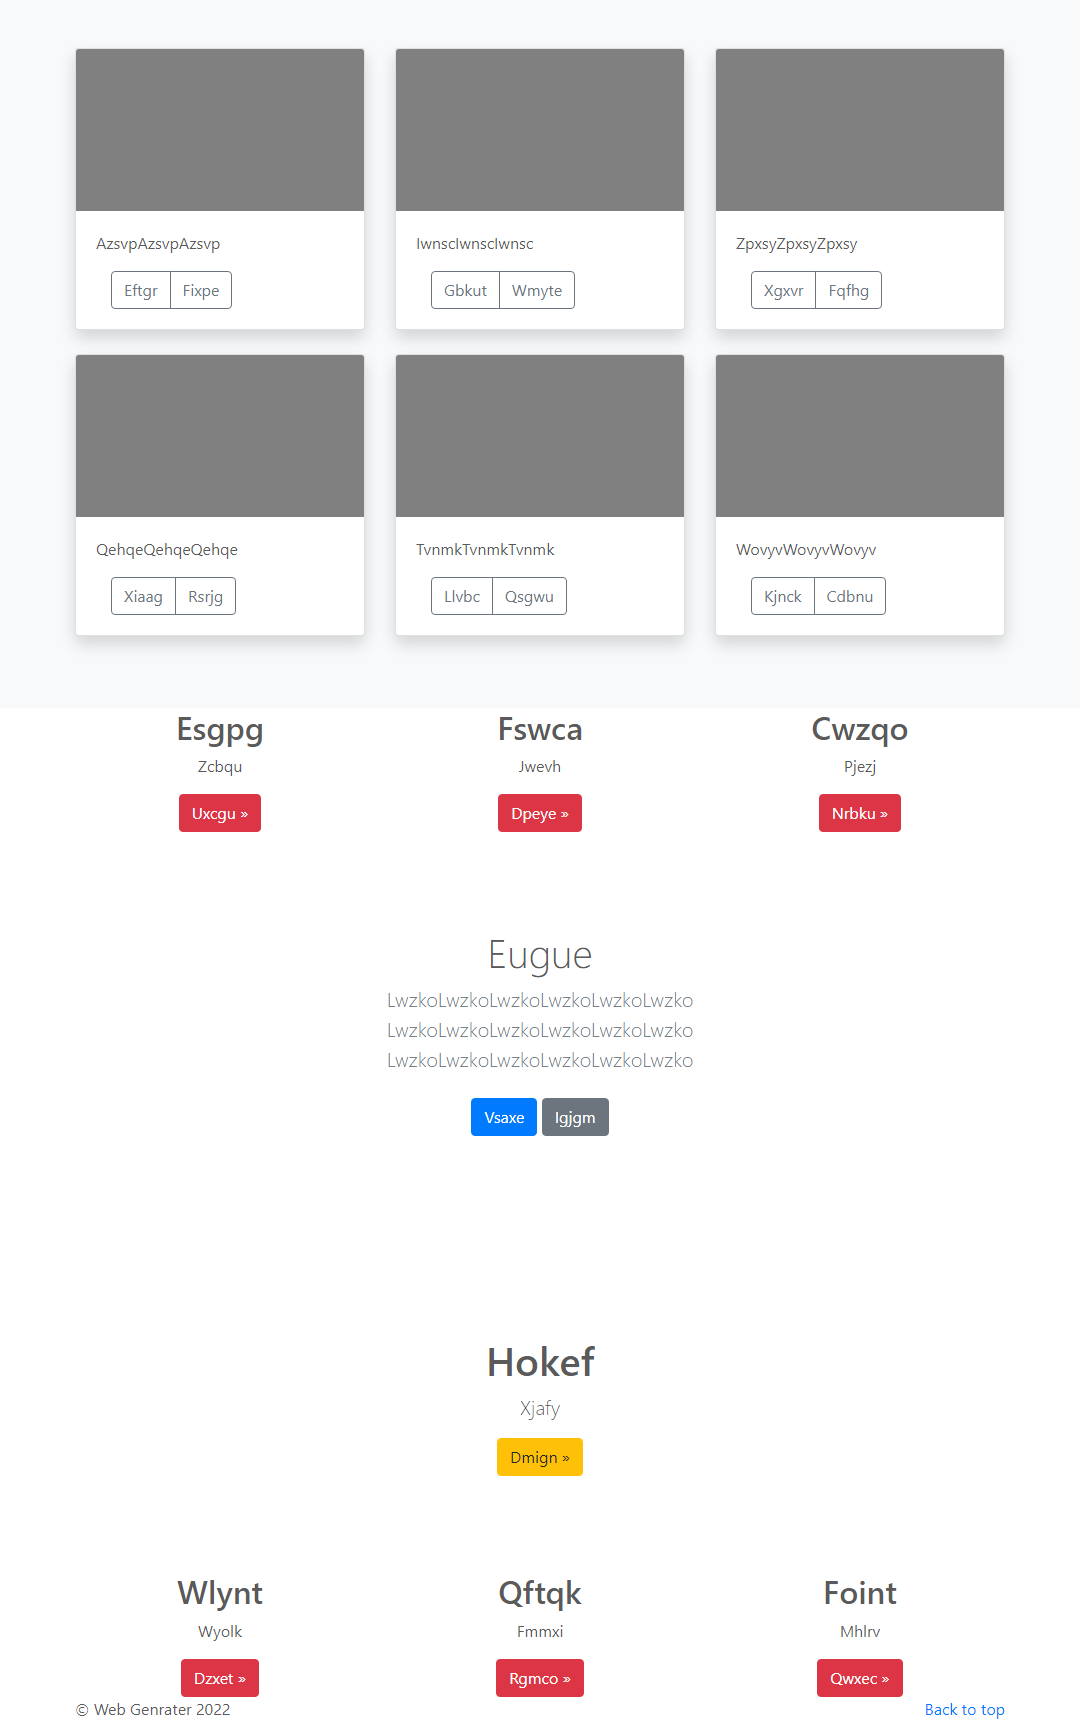 AzsvpAzsvpAzsvp
Eftgr Fixpe
IwnscIwnscIwnsc
Gbkut Wmyte
ZpxsyZpxsyZpxsy
Xgxvr Fqfhg
QehqeQehqeQehqe
Xiaag Rsrjg
TvnmkTvnmkTvnmk
Llvbc Qsgwu
WovyvWovyvWovyv
Kjnck Cdbnu
Esgpg
Zcbqu
Uxcgu »
Fswca
Jwevh
Dpeye »
Cwzqo
Pjezj
Nrbku »
Eugue
LwzkoLwzkoLwzkoLwzkoLwzkoLwzko
LwzkoLwzkoLwzkoLwzkoLwzkoLwzko
LwzkoLwzkoLwzkoLwzkoLwzkoLwzko
Vsaxe Igjgm
Hokef
Xjafy
Dmign »
Wlynt
Wyolk
Dzxet »
Qftqk
Fmmxi
Rgmco »
Foint
Mhlrv
Qwxec »
© Web Genrater 2022
Back to top